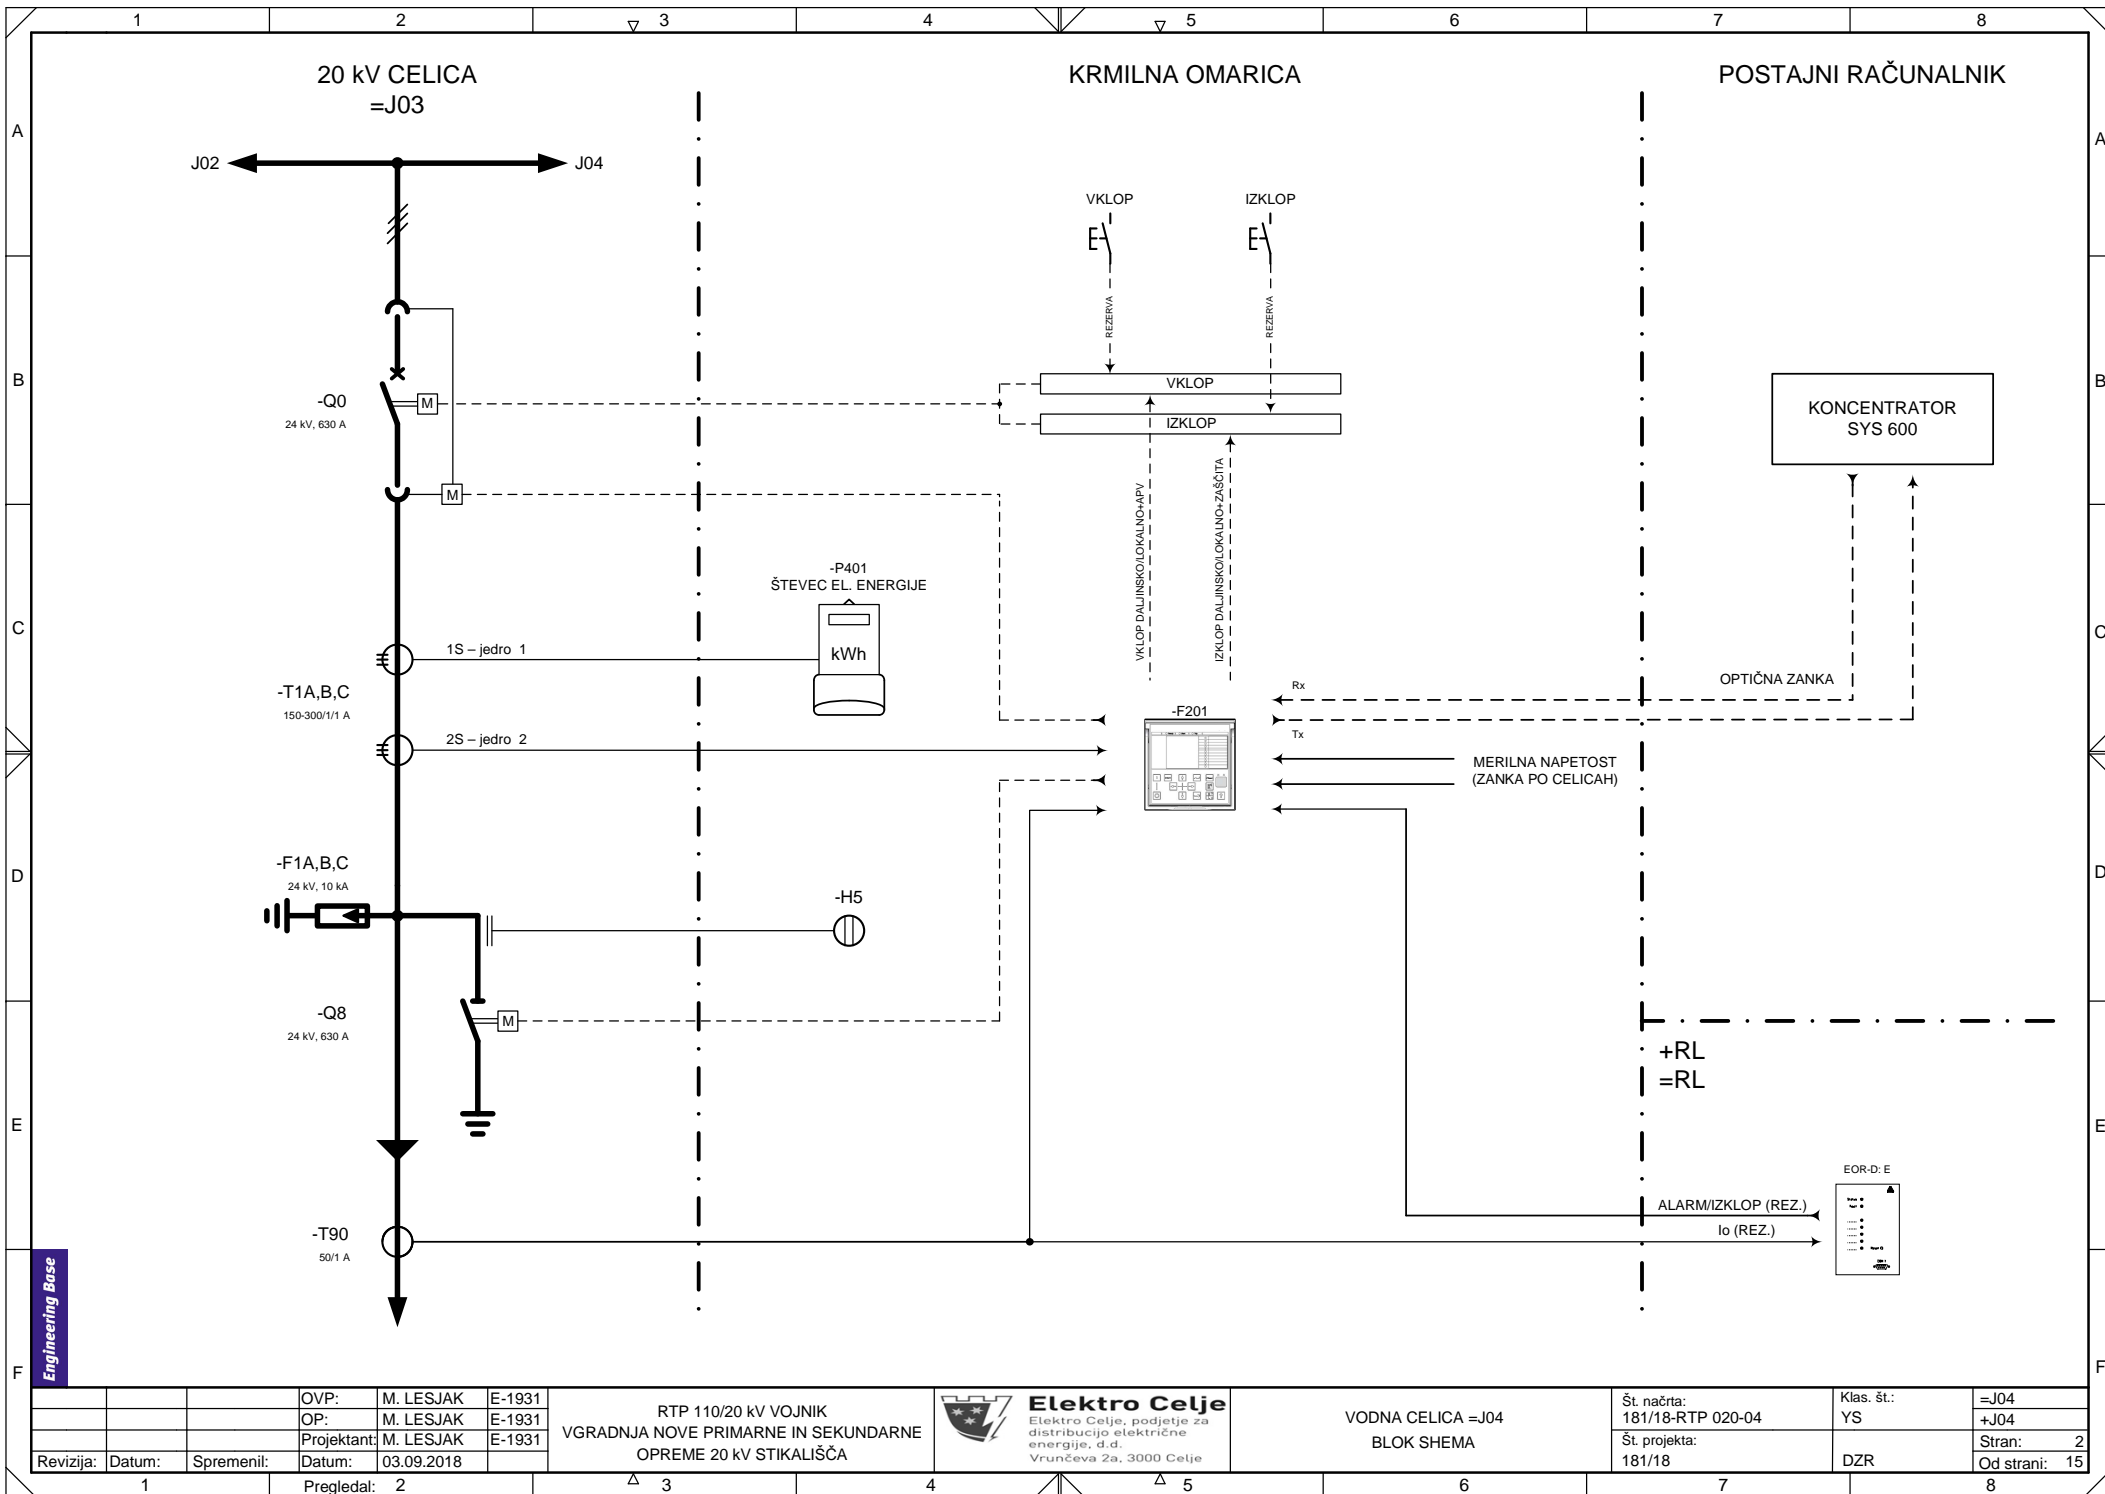 1 2 3 4 5 6 7 8
20 kV CELICA
=J03
KRMILNA OMARICA
POSTAJNI RAČUNALNIK
A
A
J02
J04
VKLOP
IZKLOP
REZERVA
REZERVA
B
B
VKLOP
IZKLOP
-Q0
24 kV, 630 A
M
M
KONCENTRATOR
SYS 600
VKLOP DALJINSKO/LOKALNO+APV
IZKLOP DALJINSKO/LOKALNO+ZAŠČITA
-P401
ŠTEVEC EL. ENERGIJE
kWh
C
C
1S – jedro 1
-T1A,B,C
150-300/1/1 A
2S – jedro 2
OPTIČNA ZANKA
Rx
Tx
-F201
MERILNA NAPETOST
(ZANKA PO CELICAH)
D
D
-F1A,B,C
24 kV, 10 kA
-H5
-Q8
24 kV, 630 A
M
+RL
=RL
E
E
EOR-D: E
ALARM/IZKLOP (REZ.)
Io (REZ.)
-T90
50/1 A
Engineering Base
F
F
OVP: M. LESJAK E-1931
OP: M. LESJAK E-1931
Projektant: M. LESJAK E-1931
Revizija: Datum: Spremenil: Datum: 03.09.2018
RTP 110/20 kV VOJNIK
VGRADNJA NOVE PRIMARNE IN SEKUNDARNE
OPREME 20 kV STIKALIŠČA
Elektro Celje
Elektro Celje, podjetje za
distribucijo električne
energije, d.d.
Vrunčeva 2a, 3000 Celje
VODNA CELICA =J04
BLOK SHEMA
Št. načrta:
181/18-RTP 020-04
Št. projekta:
181/18
Klas. št.:
YS
DZR
=J04
+J04
Stran: 2
Od strani: 15
Pregledal:
1 2 3 4 5 6 7 8